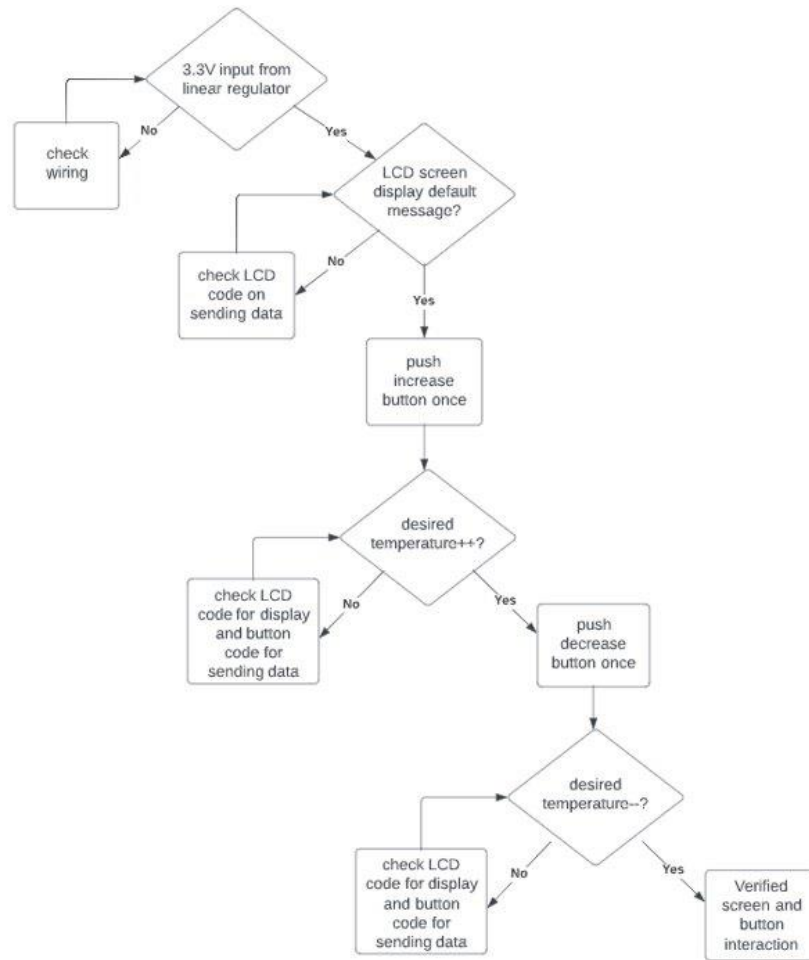 3.3V input from
linear regulator
No
Yes
check
wiring
LCD screen
display default
message?
No
check LCD
code on
sending data
Yes
push
increase
button once
desired
temperature++?
No
Yes
check LCD
code for display
and button
code for
sending data
push
decrease
button once
desired
temperature--?
No
Yes
check LCD
code for display
and button
code for
sending data
Verified
screen and
button
interaction